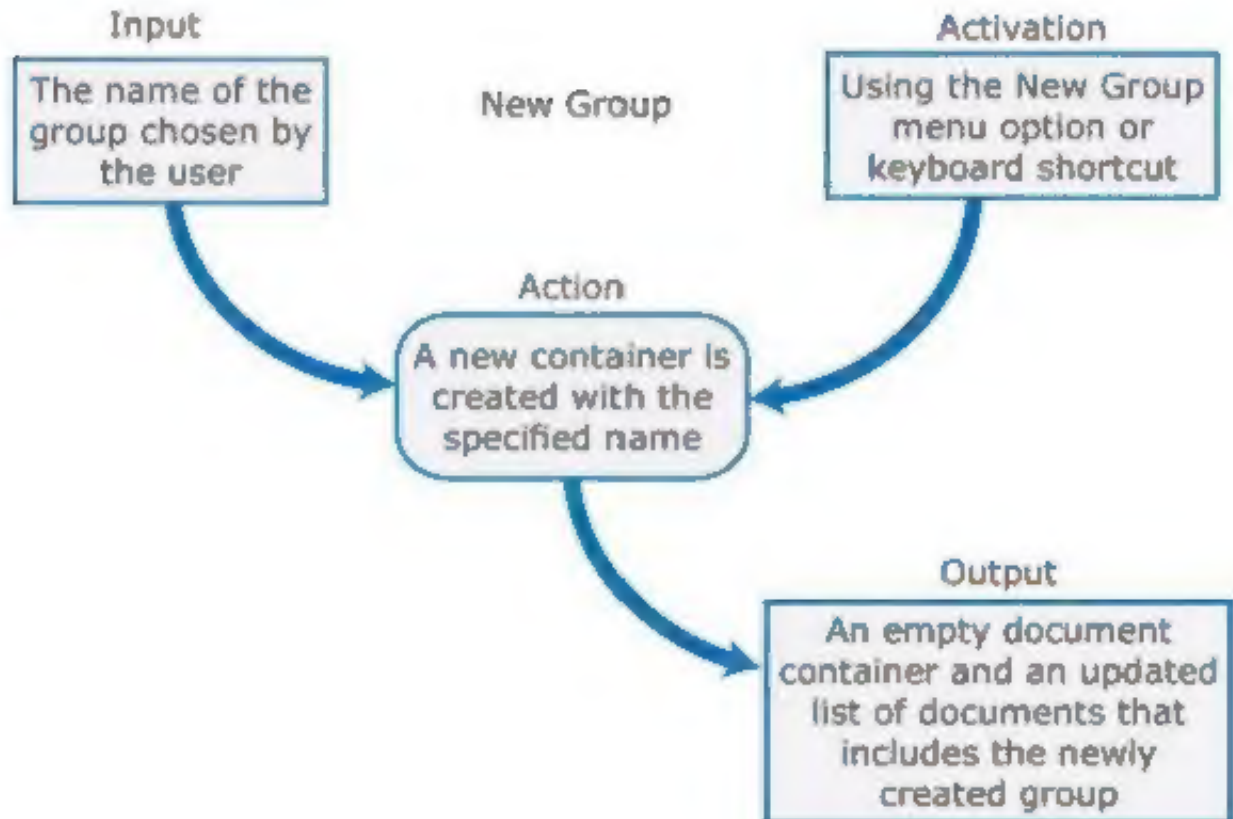 Input
The name of the
group chosen by
the user
New Group
Activation
Using the New Group
menu option or
keyboard shortcut
Action
A new container is
created with the
specified name
Output
An empty document
container and an updated
list of documents that
includes the newly
created group